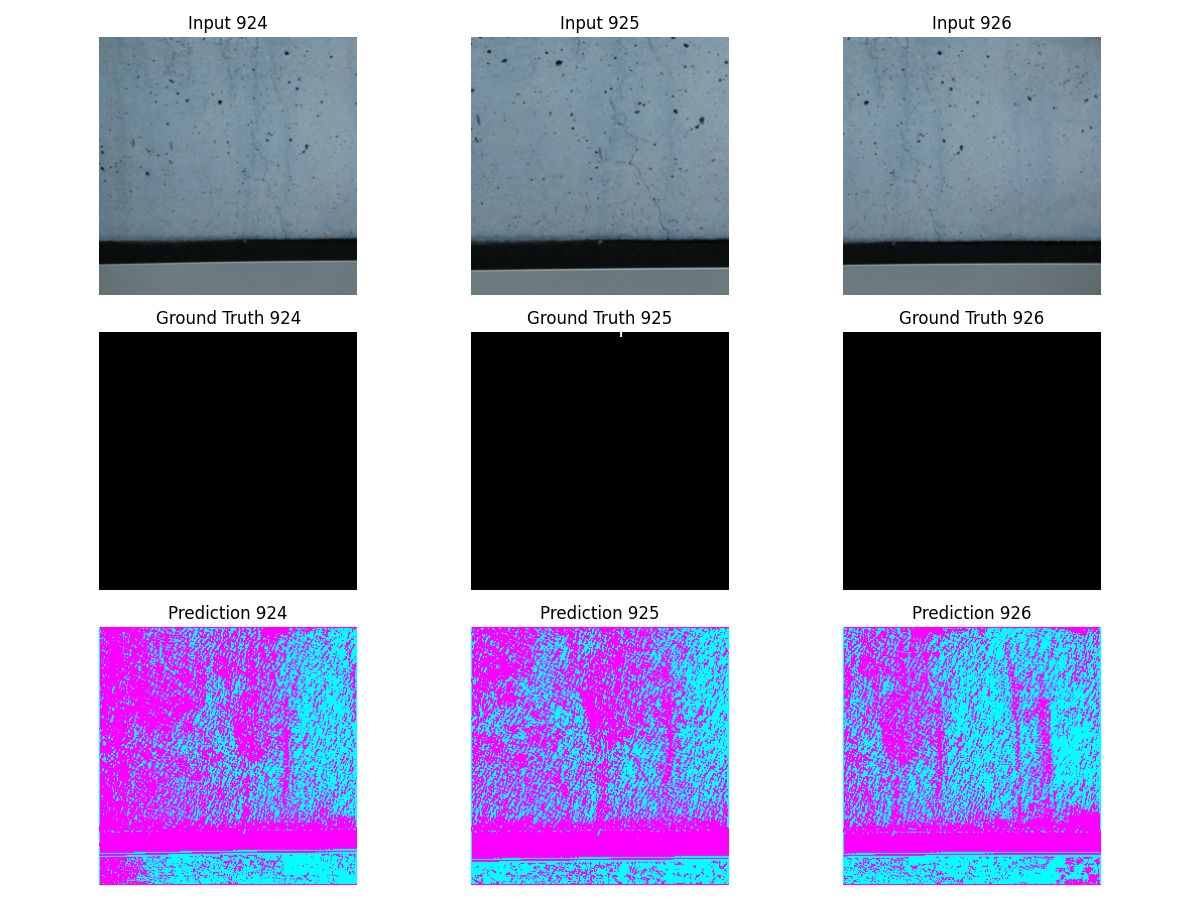 Input 924
Input 925
Input 926
Ground Truth 924
Ground Truth 925
Ground Truth 926
Prediction 924
Prediction 925
Prediction 926